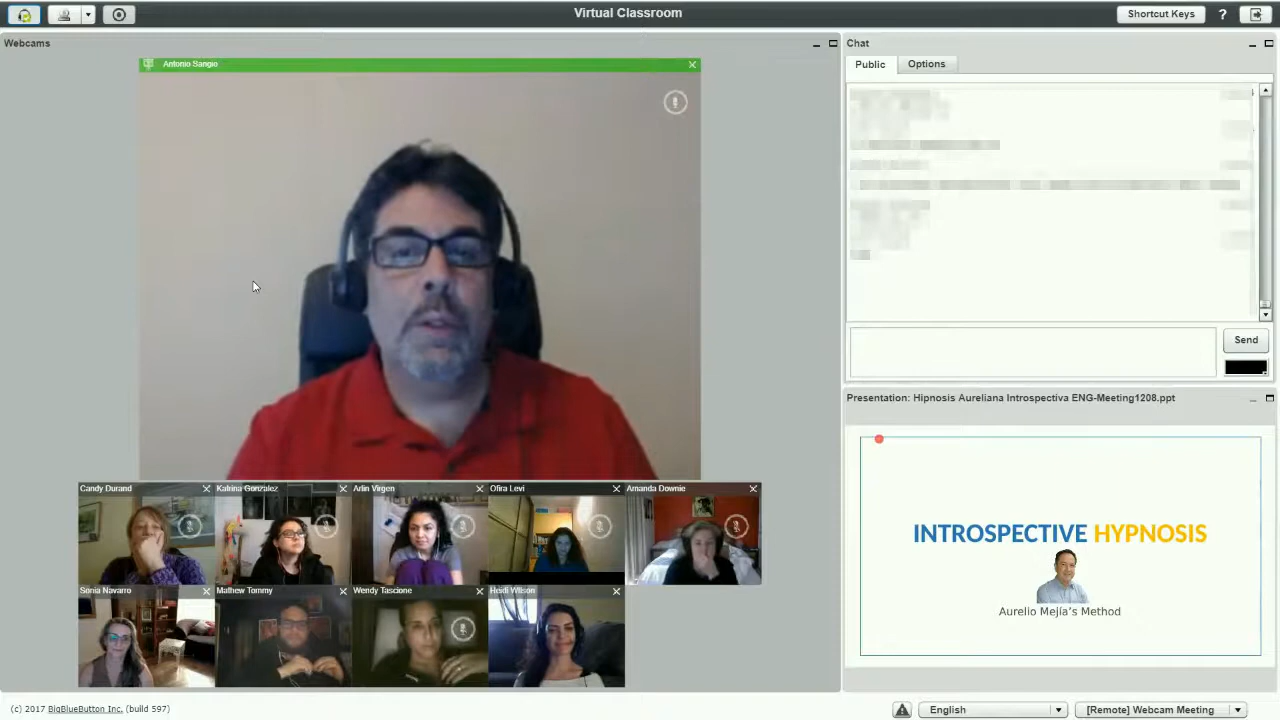 Virtual Classroom
Shortcut Keys
?
Webcams
Antonio Sangio
Candy Durand
Katrina Gonzalez
Arlin Virgen
Ofira Levi
Amanda Downie
Sonia Navarro
Mathew Tommy
Wendy Tascione
Heidi Wilson
Chat
Public
Options
Send
Presentation: Hipnosis Aureliana Introspectiva ENG-Meeting1208.ppt
INTROSPECTIVE HYPNOSIS
Aurelio Mejía's Method
(c) 2017 BigBlueButton Inc. (build 597)
English
[Remote] Webcam Meeting